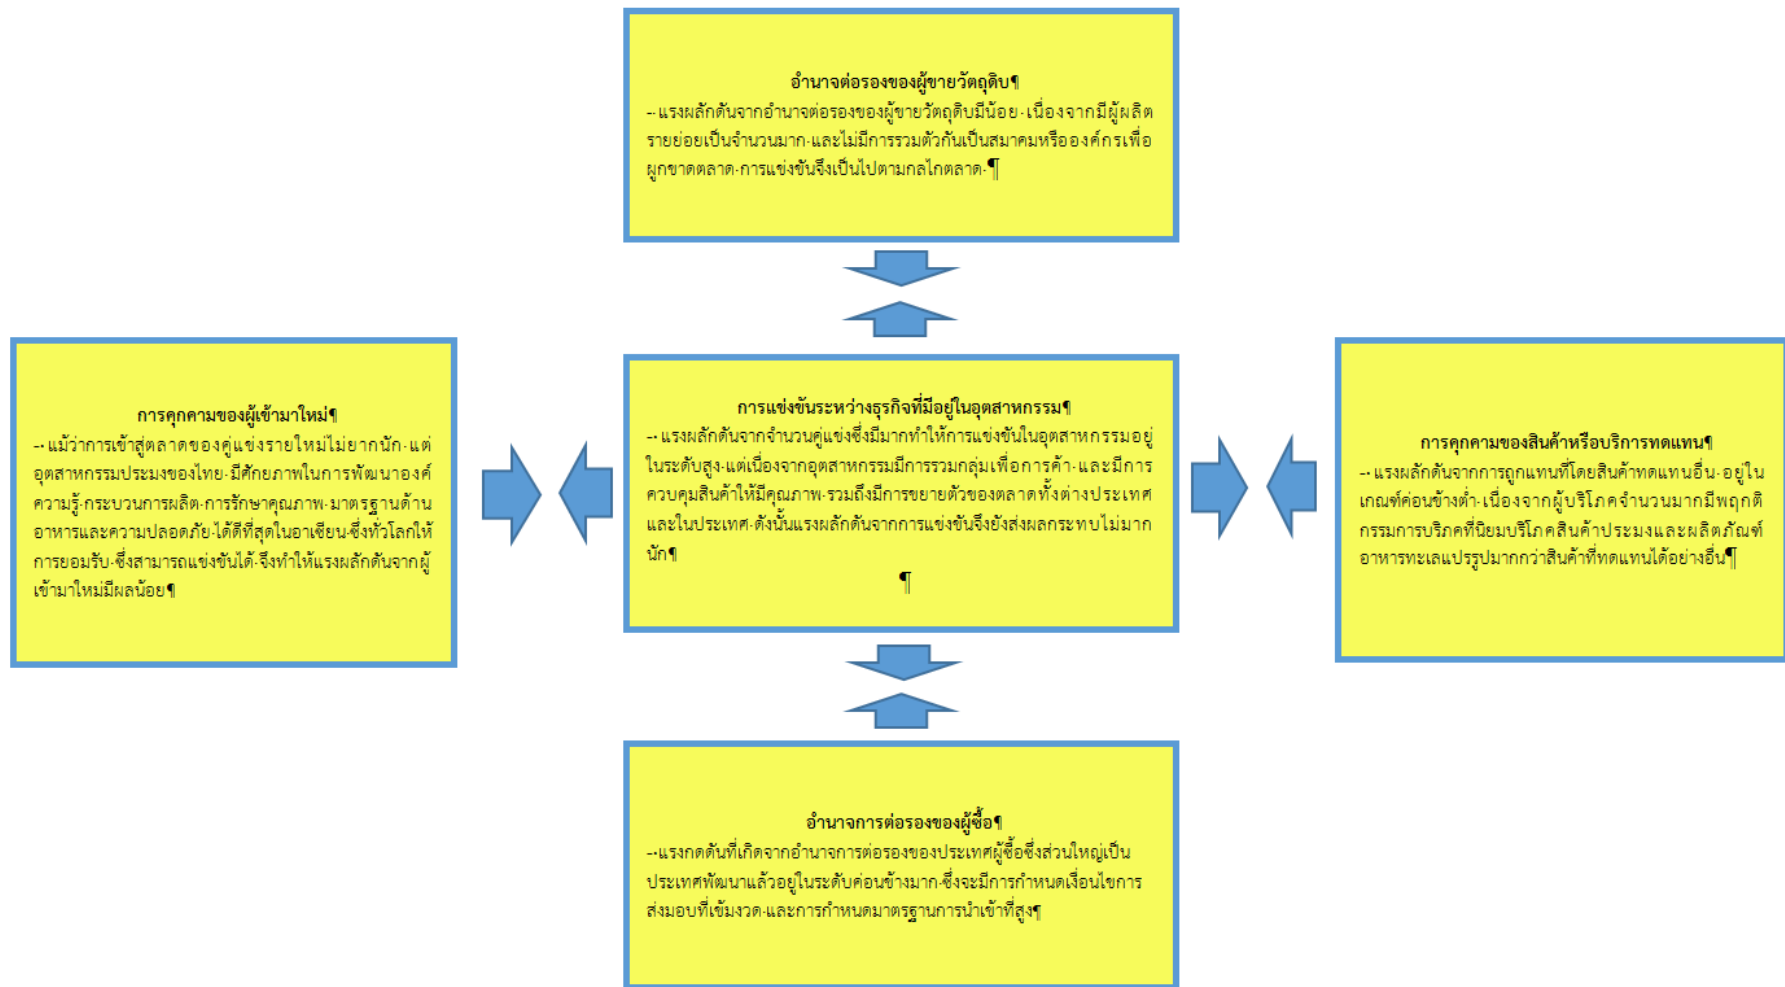 อำนาจต่อรองของผู้ขายวัตถุดิบ¶
-·แรงผลักดันจากอำนาจต่อรองของผู้ขายวัตถุดิบมีน้อย·เนื่องจากมีผู้ผลิต
รายย่อยเป็นจำนวนมาก·และไม่มีการรวมตัวกันเป็นสมาคมหรือองค์กรเพื่อ
ผูกขาดตลาด·การแข่งขันจึงเป็นไปตามกลไกตลาด·¶
การคุกคามของผู้เข้ามาใหม่¶
-·แม้ว่าการเข้าสู่ตลาดของคู่แข่งรายใหม่ไม่ยากนัก·แต่
อุตสาหกรรมประมงของไทย·มีศักยภาพในการพัฒนาองค์
ความรู้·กระบวนการผลิต·การรักษาคุณภาพ·มาตรฐานด้าน
อาหารและความปลอดภัย·ได้ดีที่สุดในอาเซียน·ซึ่งทั่วโลกให้
การยอมรับ·ซึ่งสามารถแข่งขันได้·จึงทำให้แรงผลักดันจากผู้
เข้ามาใหม่มีผลน้อย¶
การแข่งขันระหว่างธุรกิจที่มีอยู่ในอุตสาหกรรม¶
-·แรงผลักดันจากจำนวนคู่แข่งซึ่งมีมากทำให้การแข่งขันในอุตสาหกรรมอยู่
ในระดับสูง·แต่เนื่องจากอุตสาหกรรมมีการรวมกลุ่มเพื่อการค้า·และมีการ
ควบคุมสินค้าให้มีคุณภาพ·รวมถึงมีการขยายตัวของตลาดทั้งต่างประเทศ
และในประเทศ·ดังนั้นแรงผลักดันจากการแข่งขันจึงยังส่งผลกระทบไม่มาก
นัก¶
¶
การคุกคามของสินค้าหรือบริการทดแทน¶
-·แรงผลักดันจากการถูกแทนที่โดยสินค้าทดแทนอื่น·อยู่ใน
เกณฑ์ค่อนข้างต่ำ·เนื่องจากผู้บริโภคจำนวนมากมีพฤกติ
กรรมการบริภคที่นิยมบริโภคสินค้าประมงและผลิตภัณฑ์
อาหารทะเลแปรรูปมากกว่าสินค้าที่ทดแทนได้อย่างอื่น¶
อำนาจการต่อรองของผู้ซื้อ¶
-·แรงกดดันที่เกิดจากอำนาจการต่อรองของประเทศผู้ซื้อซึ่งส่วนใหญ่เป็น
ประเทศพัฒนาแล้วอยู่ในระดับค่อนข้างมาก·ซึ่งจะมีการกำหนดเงื่อนไขการ
ส่งมอบที่เข้มงวด·และการกำหนดมาตรฐานการนำเข้าที่สูง¶